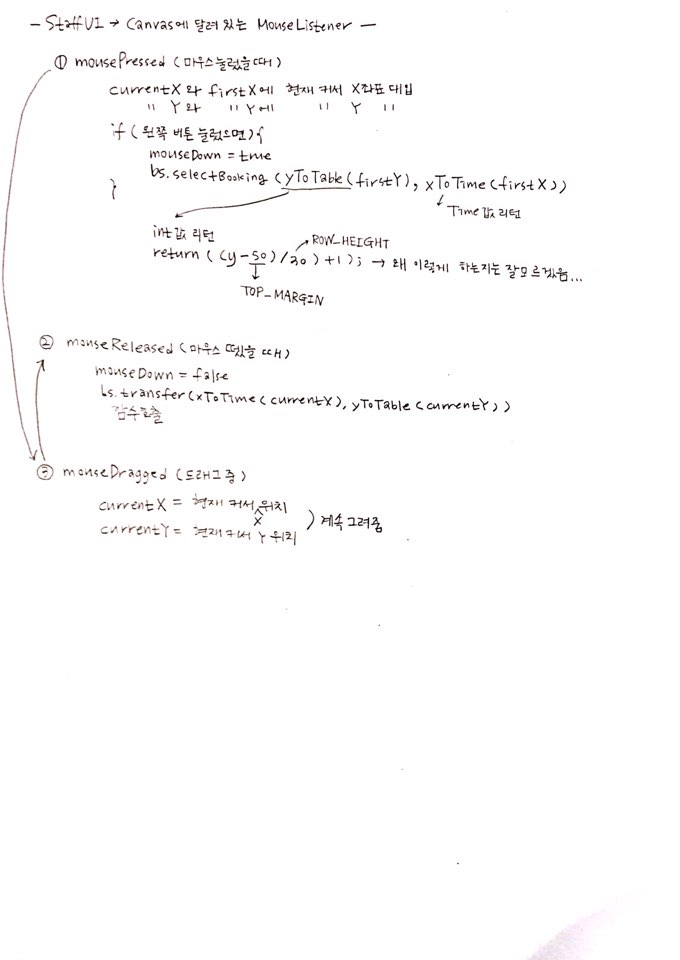 - StaffUI → Canvas에 달려 있는 MouseListener -
① mousePressed (마우스 눌렀을 때)
currentX 와 firstX에 현재 커서 X좌표 대입
〃 Y 와 〃 Y에 〃 Y 〃
if (왼쪽 버튼 눌렀으면) {
mouseDown = true
bs.selectBooking (yToTable(firstY), xToTime(firstX))
}
Time 값 리턴
int값 리턴
ROW_HEIGHT
return ( (y-50)/30 ) +1 ); → 왜 이렇게 하는지는 잘 모르겠음...
TOP_MARGIN
② mouseReleased (마우스 뗐을 때)
mouseDown = false
bs.transfer(xToTime(currentX), yToTable(currentY))
함수호출
③ mouseDragged (드래그 중)
currentX = 현재 커서 X 위치
currentY = 현재 커서 Y 위치
) 계속 그려줌